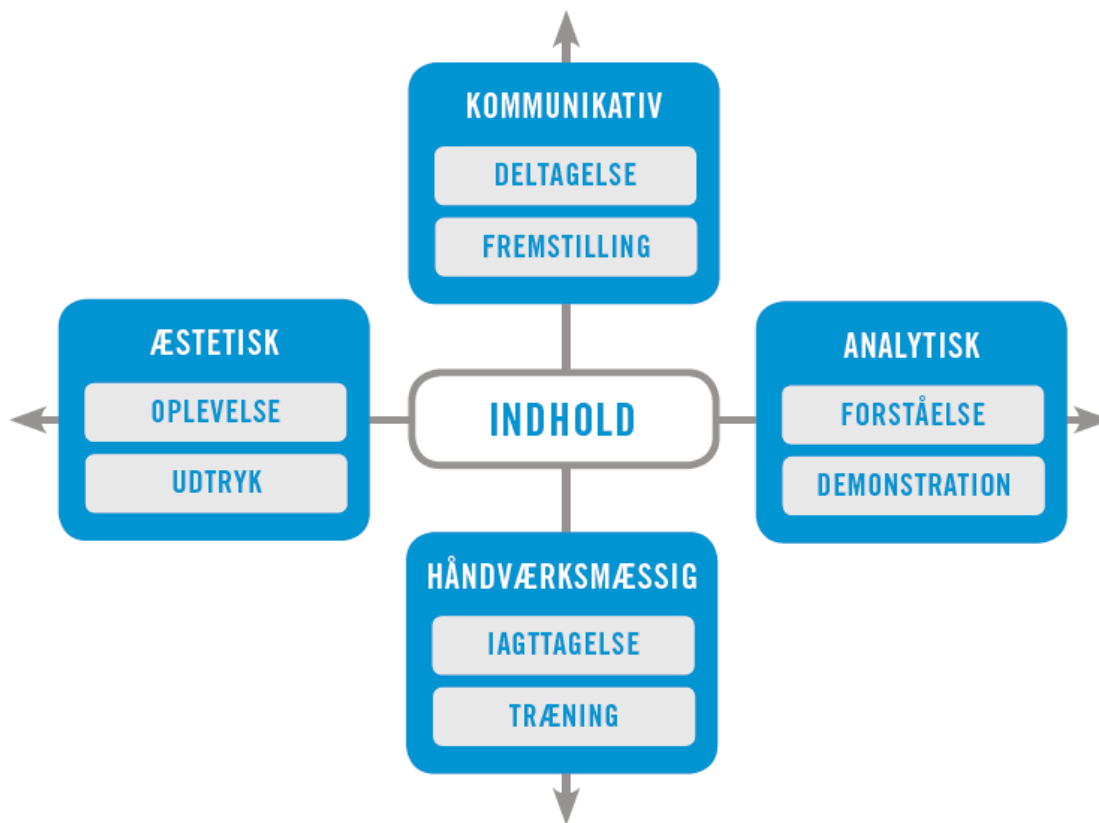 KOMMUNIKATIV
DELTAGELSE
FREMSTILLING
ÆSTETISK
OPLEVELSE
UDTRYK
INDHOLD
ANALYTISK
FORSTÅELSE
DEMONSTRATION
HÅNDVÆRKSMÆSSIG
IAGTTAGELSE
TRÆNING